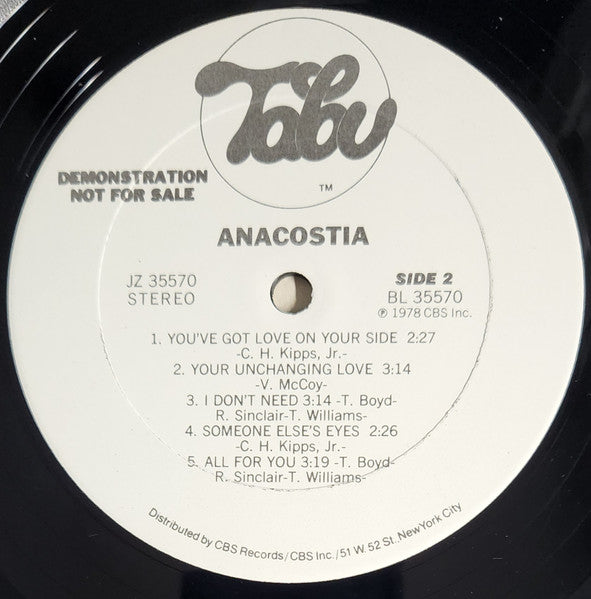 Tabu
TM
DEMONSTRATION
NOT FOR SALE
ANACOSTIA
JZ 35570
STEREO
SIDE 2
BL 35570
℗ 1978 CBS Inc.
1. YOU'VE GOT LOVE ON YOUR SIDE 2:27
-C. H. Kipps, Jr.-
2. YOUR UNCHANGING LOVE 3:14
-V. McCoy-
3. I DON'T NEED 3:14 -T. Boyd-
R. Sinclair-T. Williams-
4. SOMEONE ELSE'S EYES 2:26
-C. H. Kipps, Jr.-
5. ALL FOR YOU 3:19 -T. Boyd-
R. Sinclair-T. Williams-
Distributed by CBS Records/CBS Inc./51 W. 52 St. New York City